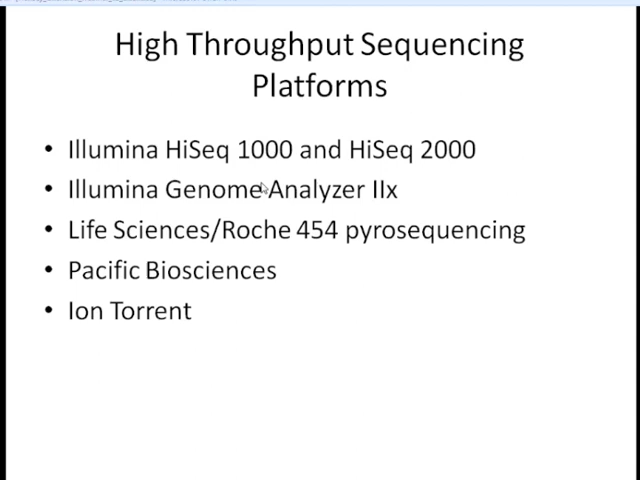 High Throughput Sequencing
Platforms
• Illumina HiSeq 1000 and HiSeq 2000
• Illumina Genome Analyzer IIx
• Life Sciences/Roche 454 pyrosequencing
• Pacific Biosciences
• Ion Torrent